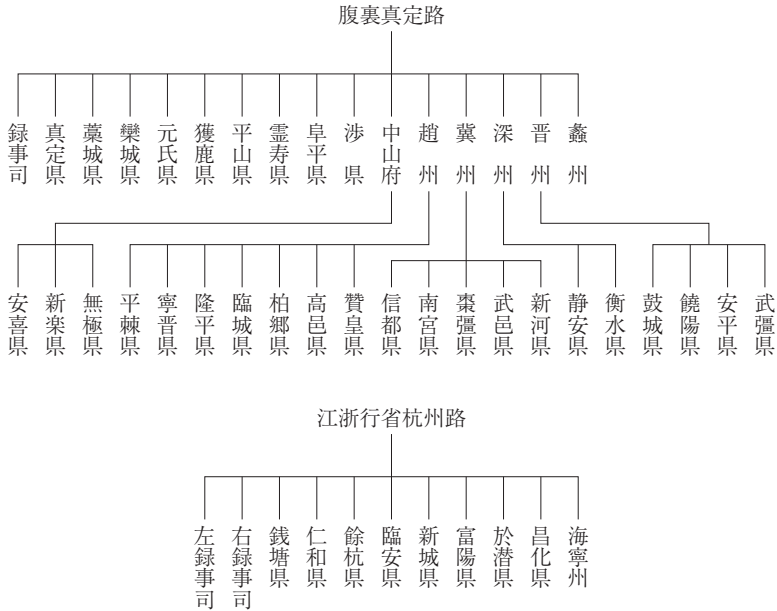 腹裏真定路
録事司
真定県
藁城県
欒城県
元氏県
獲鹿県
平山県
霊寿県
阜平県
渉県
中山府
趙州
冀州
深州
晋州
蠡州
安喜県
新楽県
無極県
平棘県
寧晋県
隆平県
臨城県
柏郷県
高邑県
賛皇県
信都県
南宮県
棗彊県
武邑県
新河県
静安県
衡水県
鼓城県
饒陽県
安平県
武彊県
江浙行省杭州路
左録事司
右録事司
銭塘県
仁和県
餘杭県
臨安県
新城県
富陽県
於潜県
昌化県
海寧州